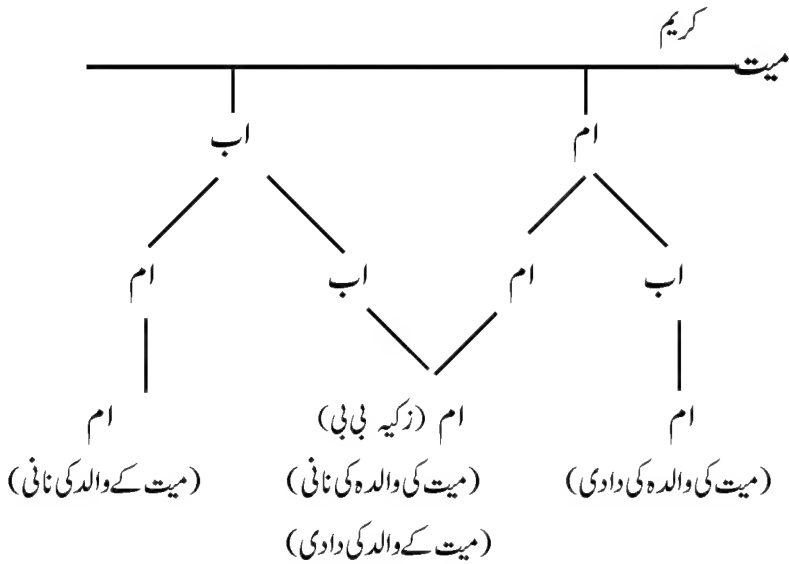 کریم
میت
ام اب
اب ام اب ام
ام ام (زکیہ بی بی) ام
(میت کی والدہ کی دادی) (میت کی والدہ کی نانی) (میت کے والد کی نانی)
(میت کے والد کی دادی)